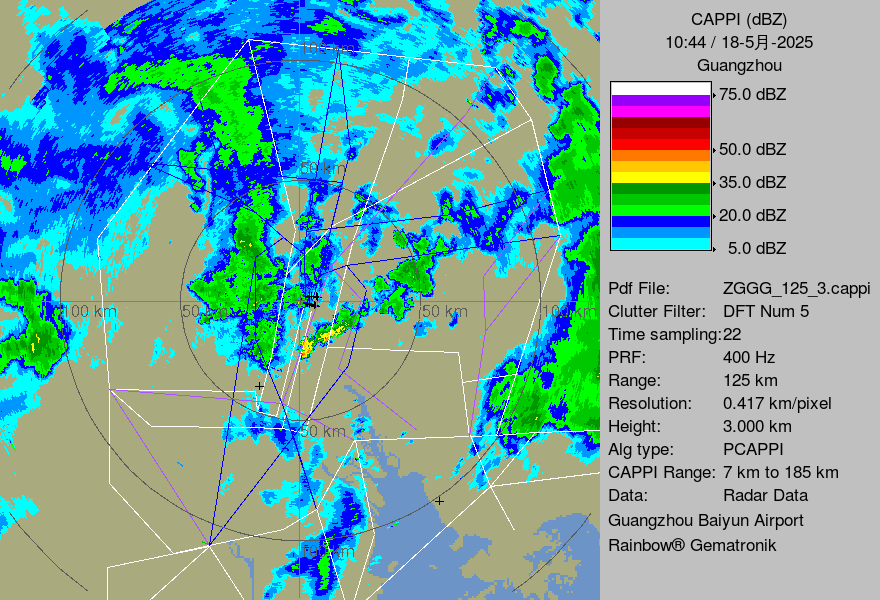 CAPPI (dBZ)
10:44 / 18-5月-2025
Guangzhou
75.0 dBZ
50.0 dBZ
35.0 dBZ
20.0 dBZ
5.0 dBZ
Pdf File: ZGGG_125_3.cappi
Clutter Filter: DFT Num 5
Time sampling:22
PRF: 400 Hz
Range: 125 km
Resolution: 0.417 km/pixel
Height: 3.000 km
Alg type: PCAPPI
CAPPI Range: 7 km to 185 km
Data: Radar Data
Guangzhou Baiyun Airport
Rainbow® Gematronik
100 km
50 km
100 km
50 km
50 km
100 km
50 km
100 km